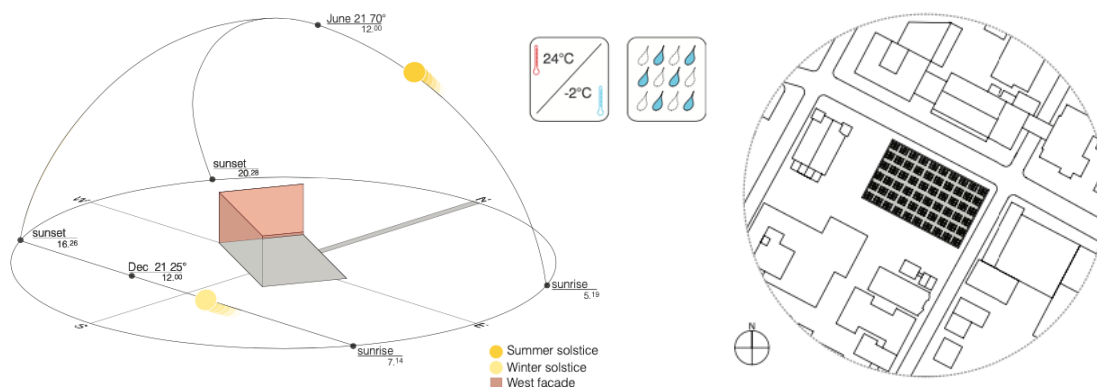 June 21 70°
12.00
24°C
-2°C
sunset
20.28
W
N
sunset
16.26
Dec 21 25°
12.00
sunrise
5.19
S
sunrise
7.14
Summer solstice
Winter solstice
West facade
N